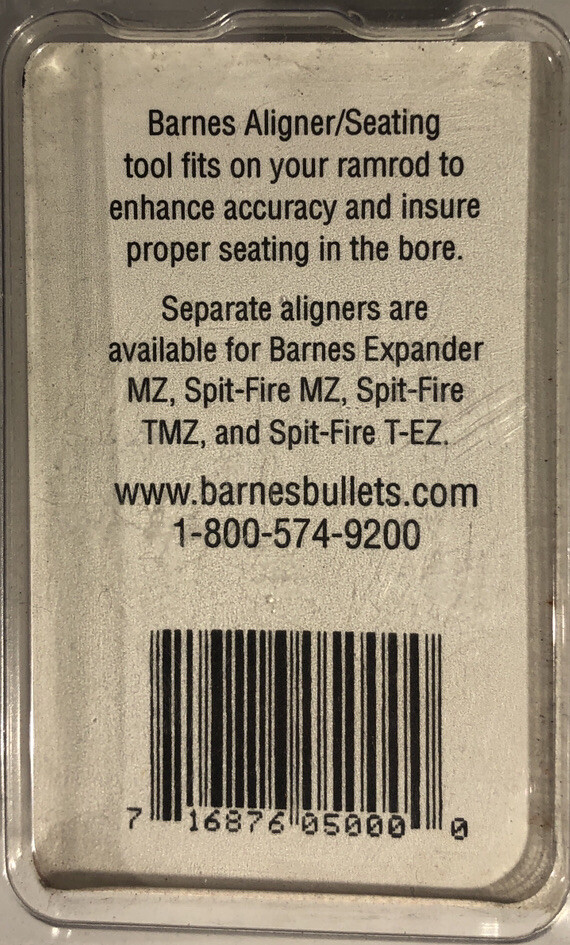 Barnes Aligner/Seating
tool fits on your ramrod to
enhance accuracy and insure
proper seating in the bore.
Separate aligners are
available for Barnes Expander
MZ, Spit-Fire MZ, Spit-Fire
TMZ, and Spit-Fire T-EZ.
www.barnesbullets.com
1-800-574-9200
7 16876 05000 0